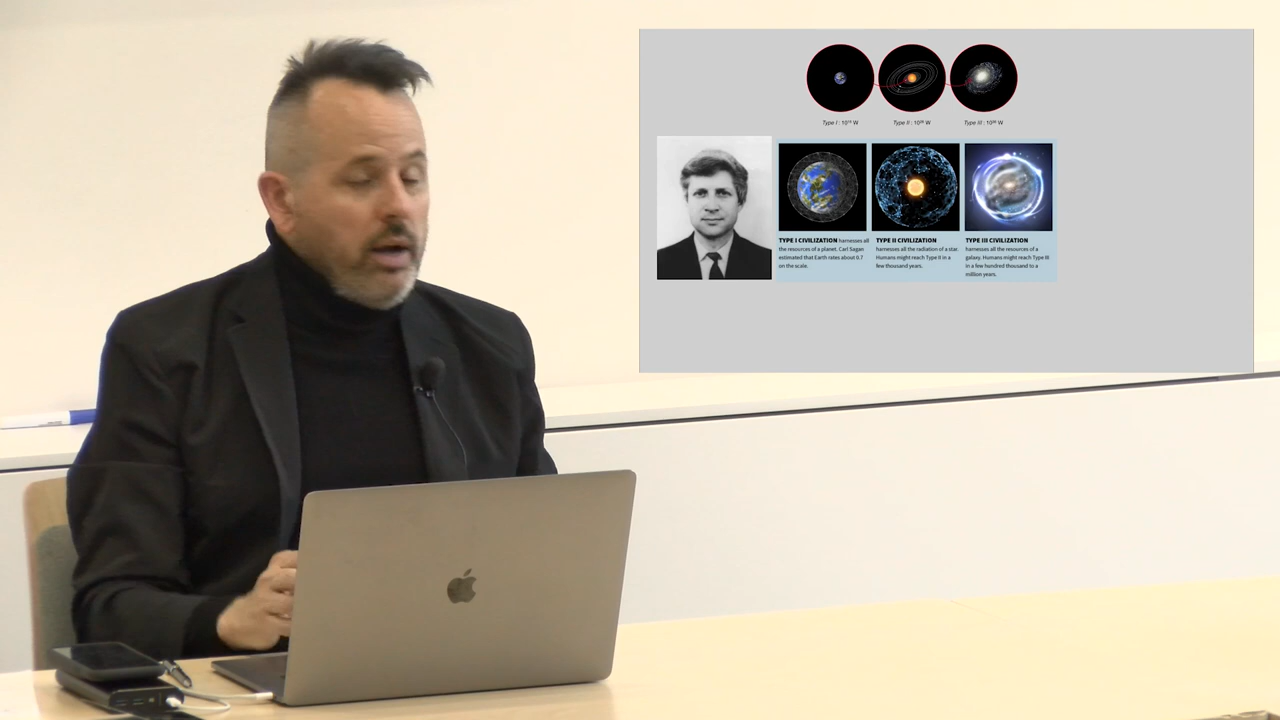 Type I : 10¹⁶ W
Type II : 10²⁶ W
Type III : 10³⁶ W
TYPE I CIVILIZATION harnesses all
the resources of a planet. Carl Sagan
estimated that Earth rates about 0.7
on the scale.
TYPE II CIVILIZATION
harnesses all the radiation of a star.
Humans might reach Type II in a
few thousand years.
TYPE III CIVILIZATION
harnesses all the resources of a
galaxy. Humans might reach Type III
in a few hundred thousand to a
million years.